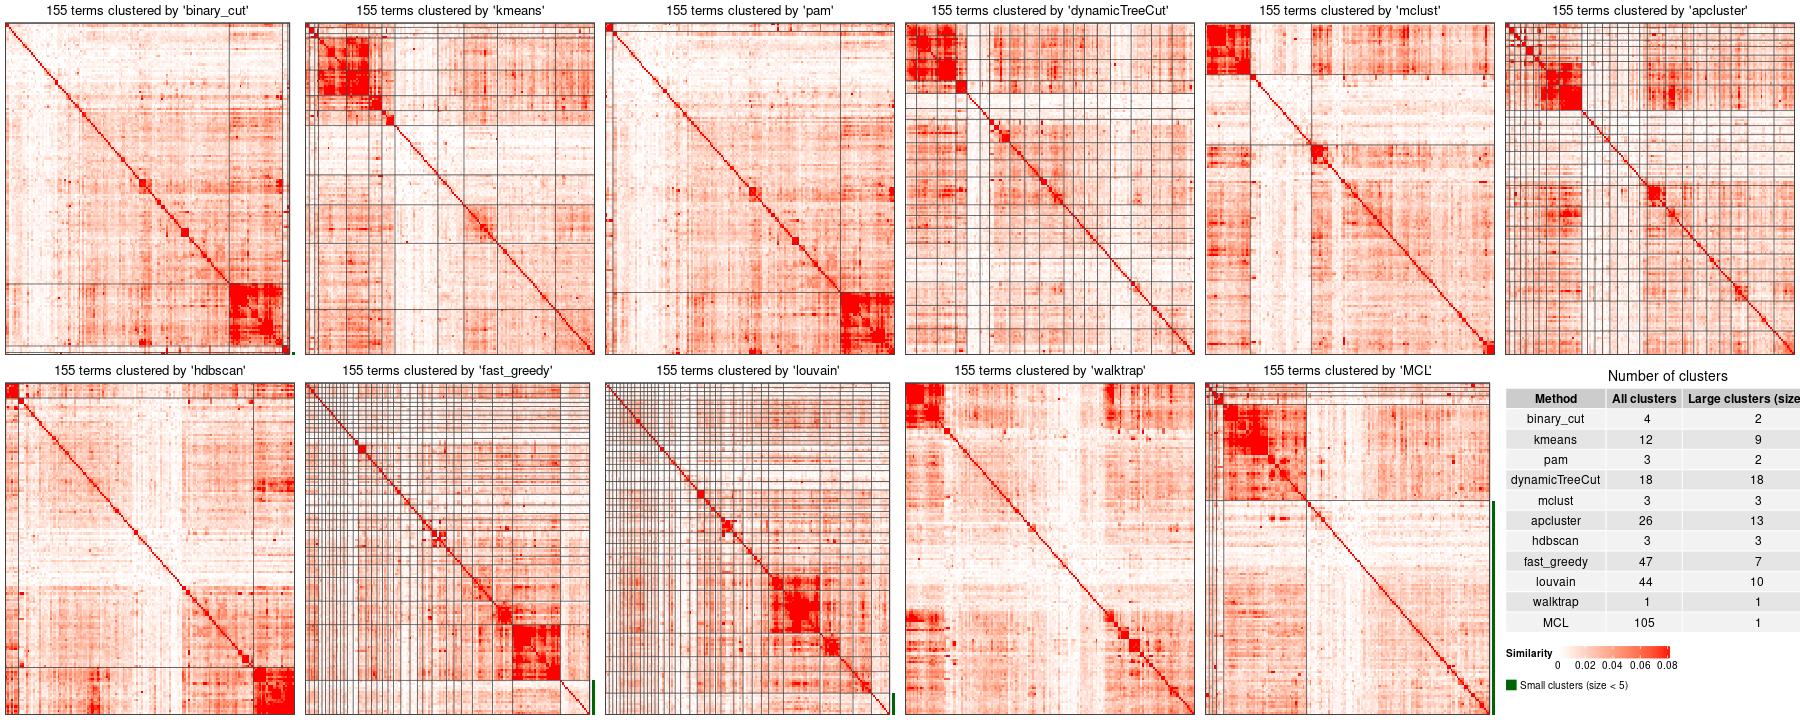 155 terms clustered by 'binary_cut'
155 terms clustered by 'kmeans'
155 terms clustered by 'pam'
155 terms clustered by 'dynamicTreeCut'
155 terms clustered by 'mclust'
155 terms clustered by 'apcluster'
155 terms clustered by 'hdbscan'
155 terms clustered by 'fast_greedy'
155 terms clustered by 'louvain'
155 terms clustered by 'walktrap'
155 terms clustered by 'MCL'
Number of clusters
Method All clusters Large clusters (size
binary_cut 4 2
kmeans 12 9
pam 3 2
dynamicTreeCut 18 18
mclust 3 3
apcluster 26 13
hdbscan 3 3
fast_greedy 47 7
louvain 44 10
walktrap 1 1
MCL 105 1
Similarity
0 0.02 0.04 0.06 0.08
Small clusters (size < 5)